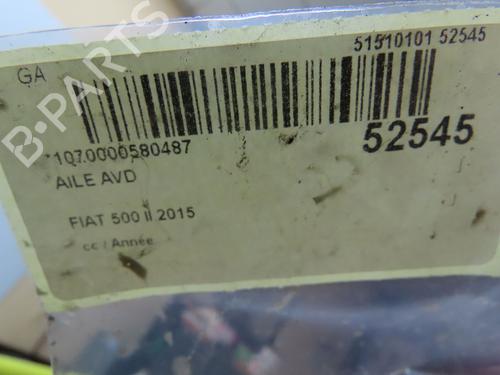 GA
51510101 52545
B-PARTS
*1070000580487
52545
AILE AVD
FIAT 500 II 2015
cc / Année